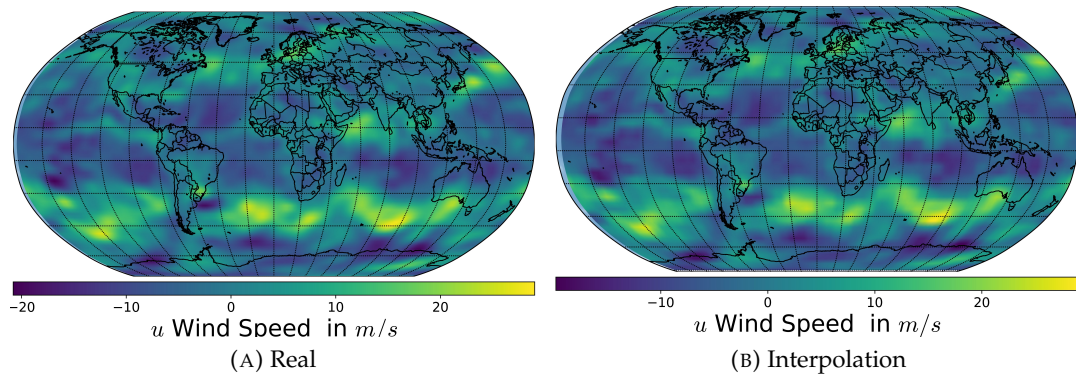 −20 −10 0 10 20
u Wind Speed in m/s
(A) Real
−10 0 10 20
u Wind Speed in m/s
(B) Interpolation